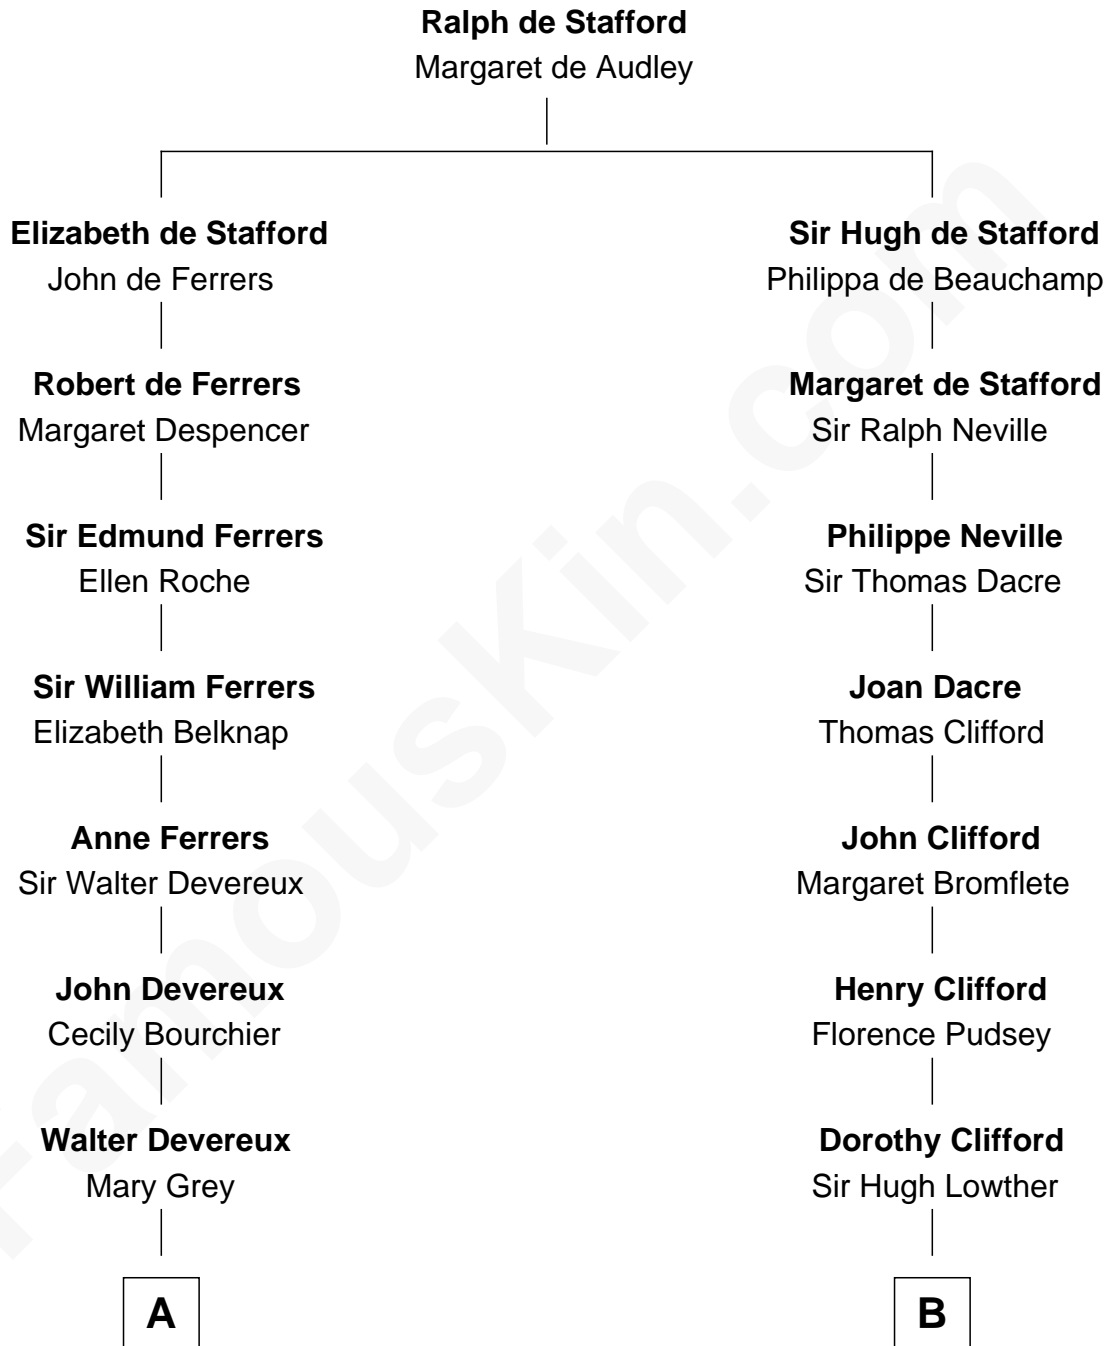 Ralph de Stafford
Margaret de Audley
Elizabeth de Stafford
John de Ferrers
Robert de Ferrers
Margaret Despencer
Sir Edmund Ferrers
Ellen Roche
Sir William Ferrers
Elizabeth Belknap
Anne Ferrers
Sir Walter Devereux
John Devereux
Cecily Bourchier
Walter Devereux
Mary Grey
A
Sir Hugh de Stafford
Philippa de Beauchamp
Margaret de Stafford
Sir Ralph Neville
Philippe Neville
Sir Thomas Dacre
Joan Dacre
Thomas Clifford
John Clifford
Margaret Bromflete
Henry Clifford
Florence Pudsey
Dorothy Clifford
Sir Hugh Lowther
B
FamousKin.com